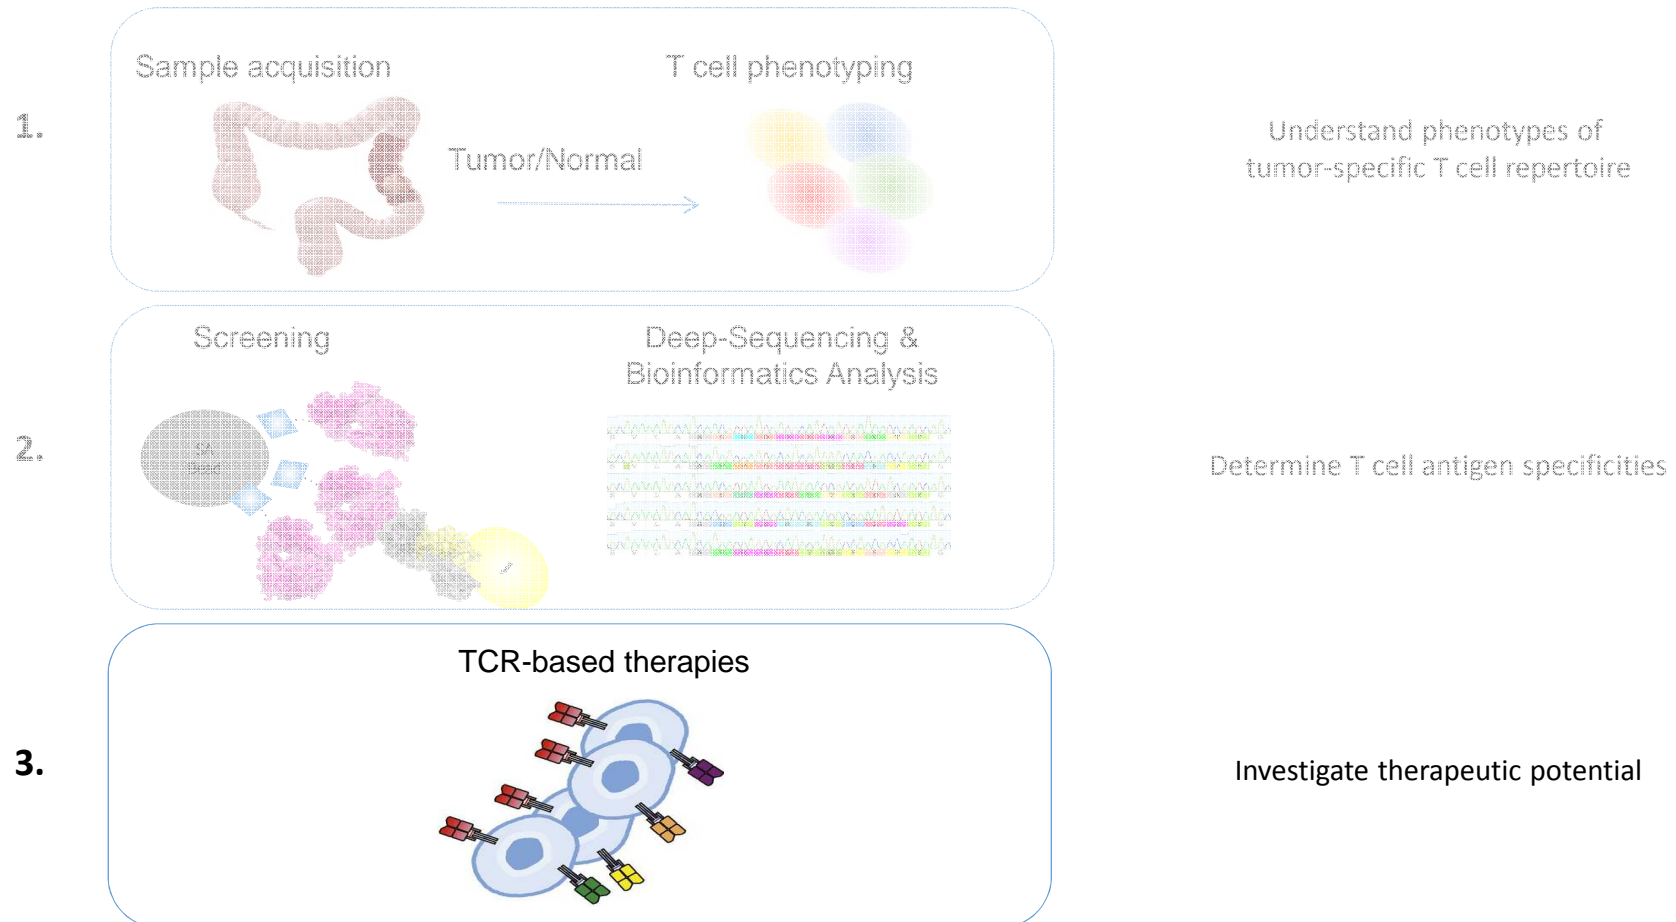 1.
Sample acquisition
T cell phenotyping
Tumor/Normal
Understand phenotypes of
tumor-specific T cell repertoire
2.
Screening
Deep-Sequencing &
Bioinformatics Analysis
Determine T cell antigen specificities
3.
TCR-based therapies
Investigate therapeutic potential